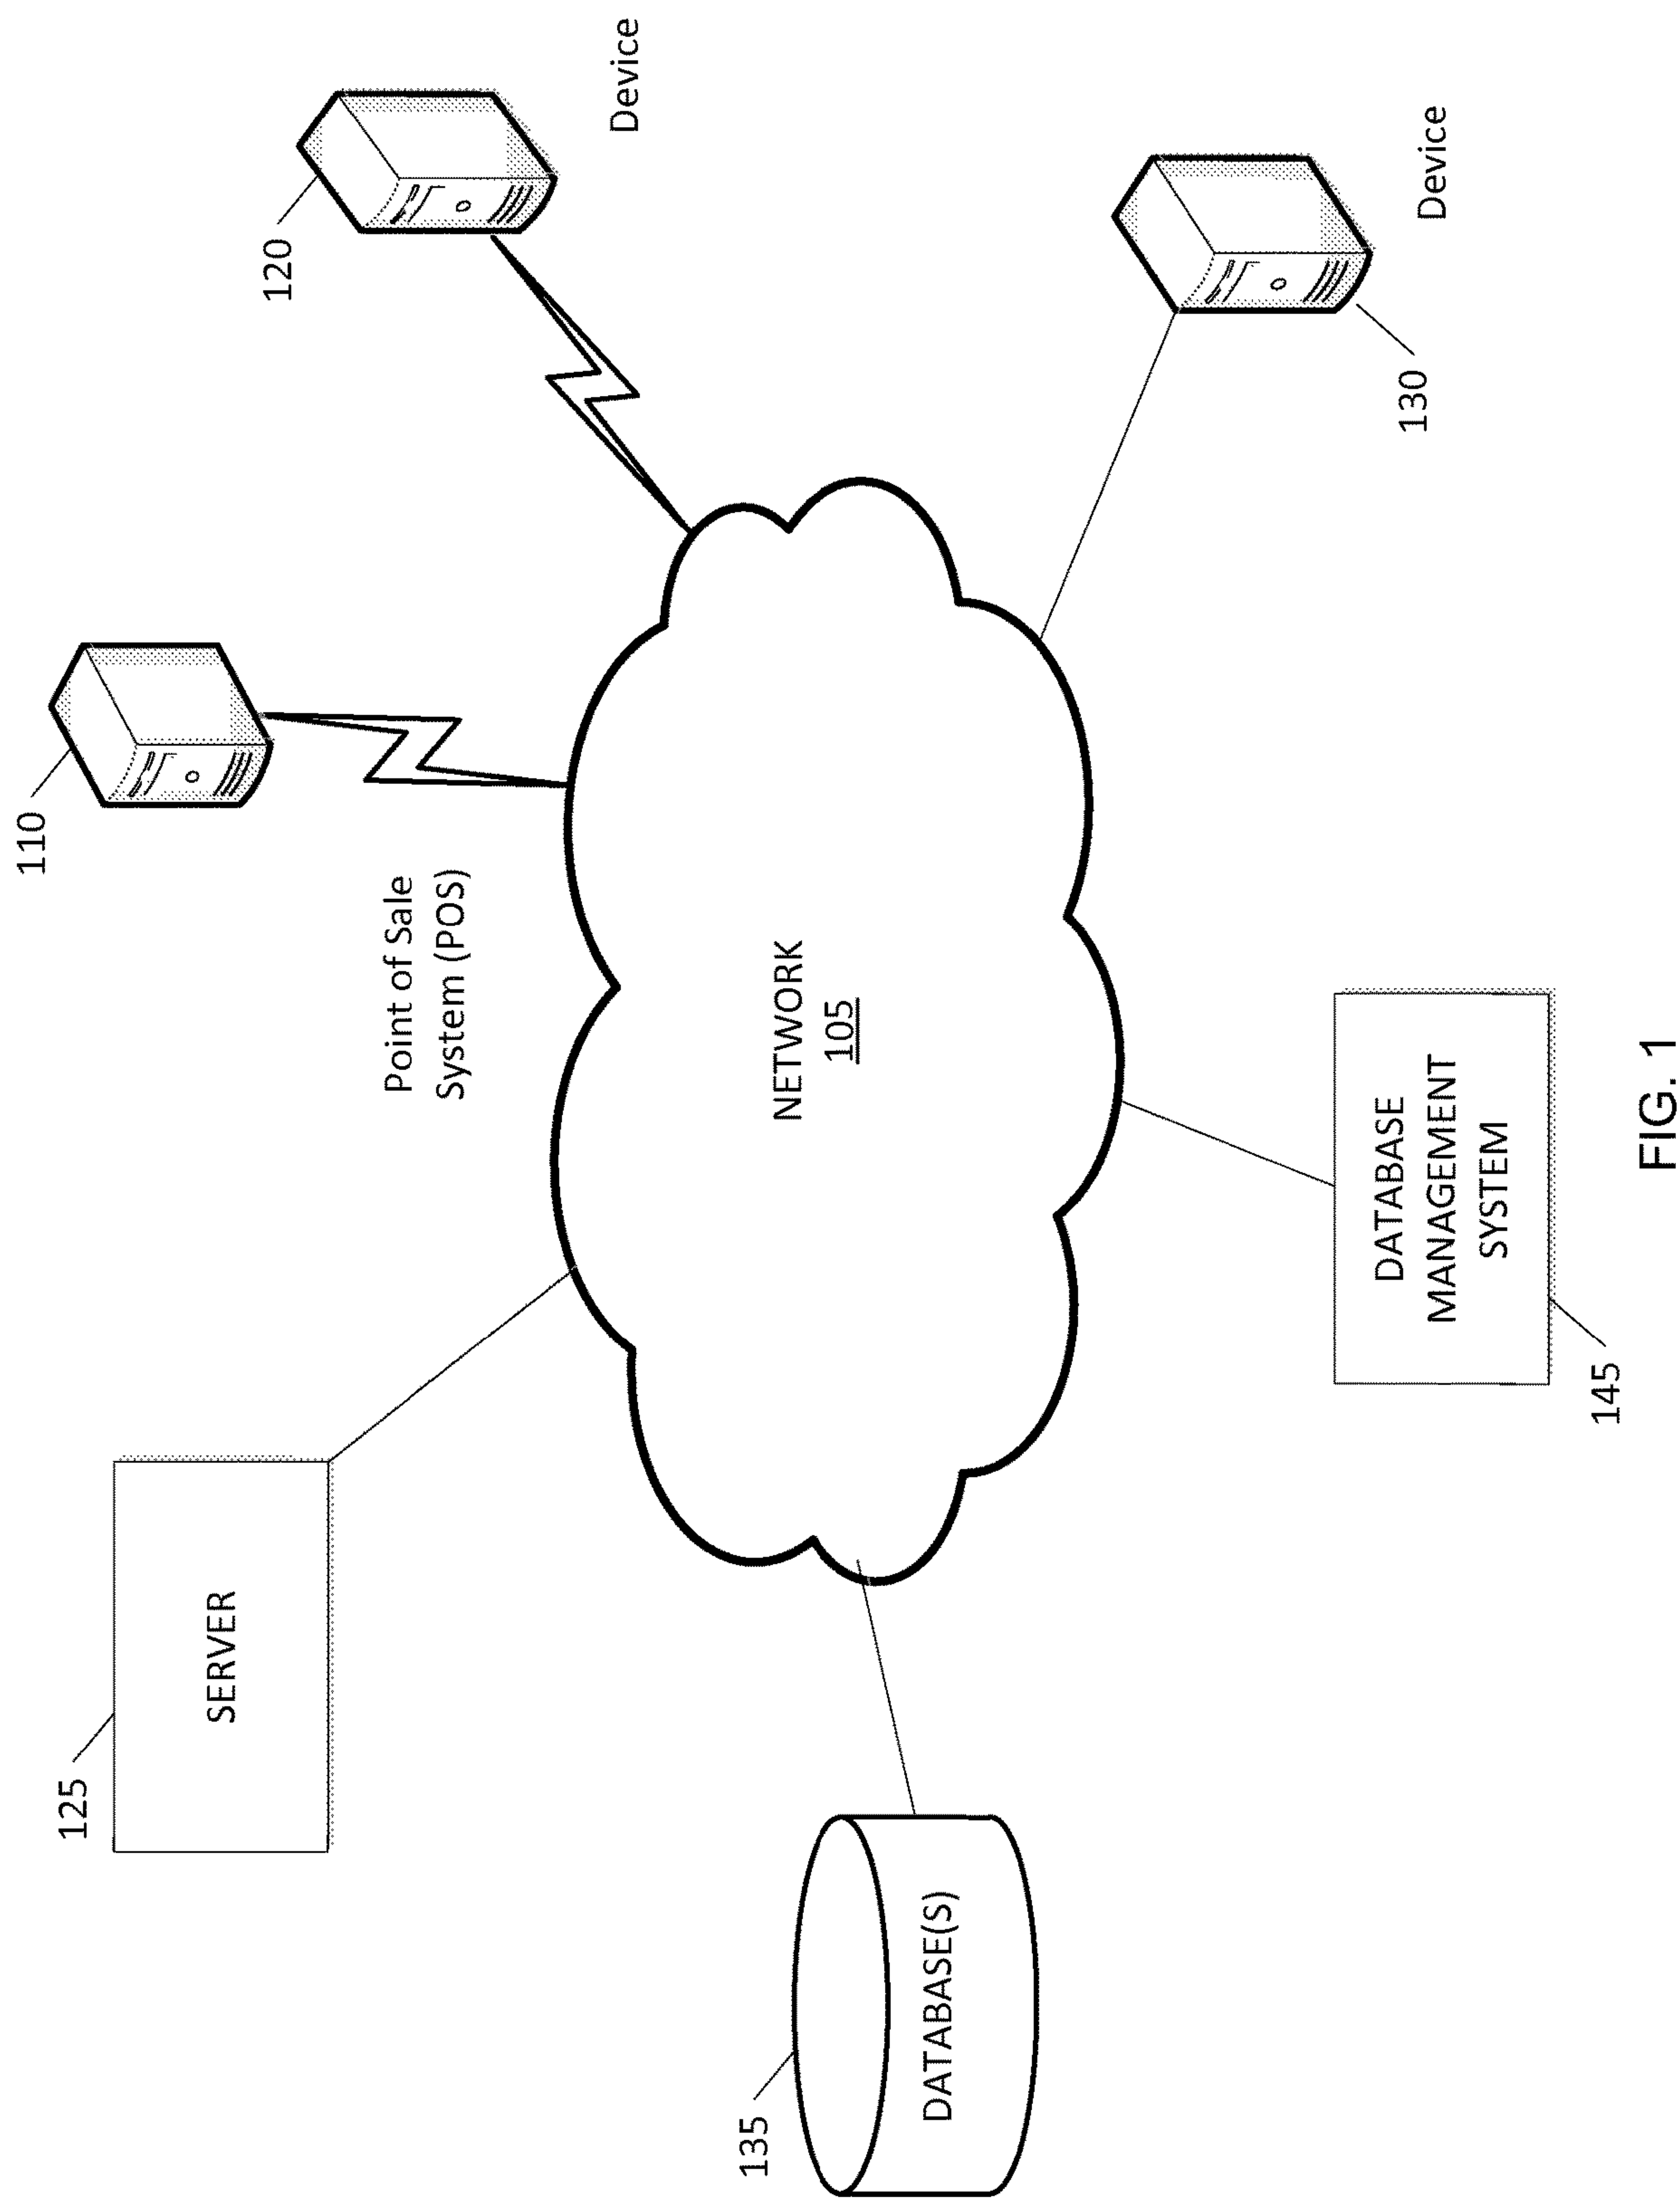 110
120
Device
125
SERVER
Point of Sale
System (POS)
NETWORK
105
135
DATABASE(S)
DATABASE
MANAGEMENT
SYSTEM
145
130
Device
FIG. 1